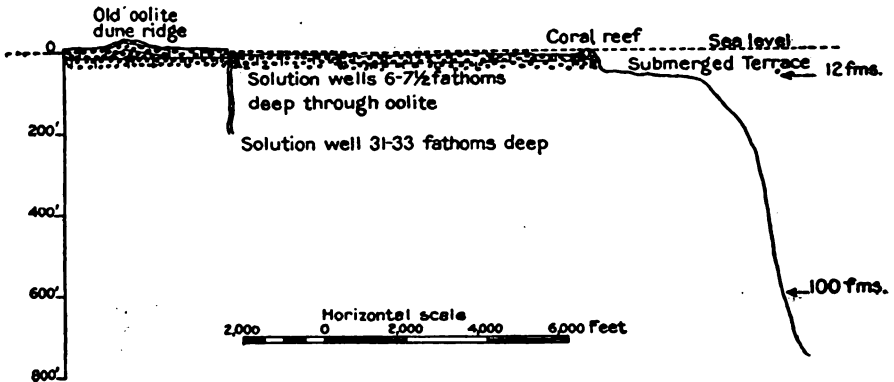 Old oolite
dune ridge
Coral reef
Sea level
0
Submerged Terrace
12 fms.
Solution wells 6-7½ fathoms
deep through oolite
200'
Solution well 31-33 fathoms deep
400'
600'
100 fms.
Horizontal scale
2,000 0 2,000 4,000 6,000 Feet
800'